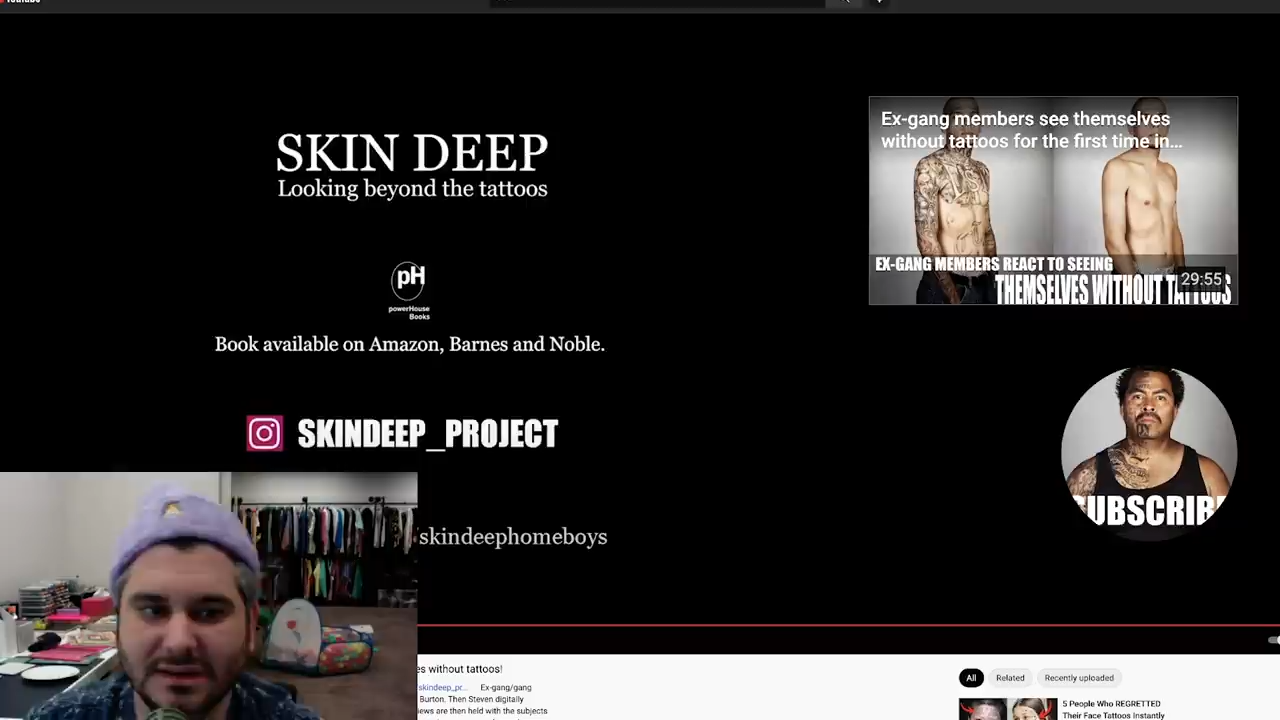 SKIN DEEP
Looking beyond the tattoos
pH
powerHouse
Books
Book available on Amazon, Barnes and Noble.
SKINDEEP_PROJECT
skindeephomeboys
Ex-gang members see themselves
without tattoos for the first time in...
EX-GANG MEMBERS REACT TO SEEING
THEMSELVES WITHOUT TATTOOS
29:55
SUBSCRIBE
es without tattoos!
skindeep_pr... Ex-gang/gang
Burton. Then Steven digitally
iews are then held with the subjects
All Related Recently uploaded
5 People Who REGRETTED
Their Face Tattoos Instantly